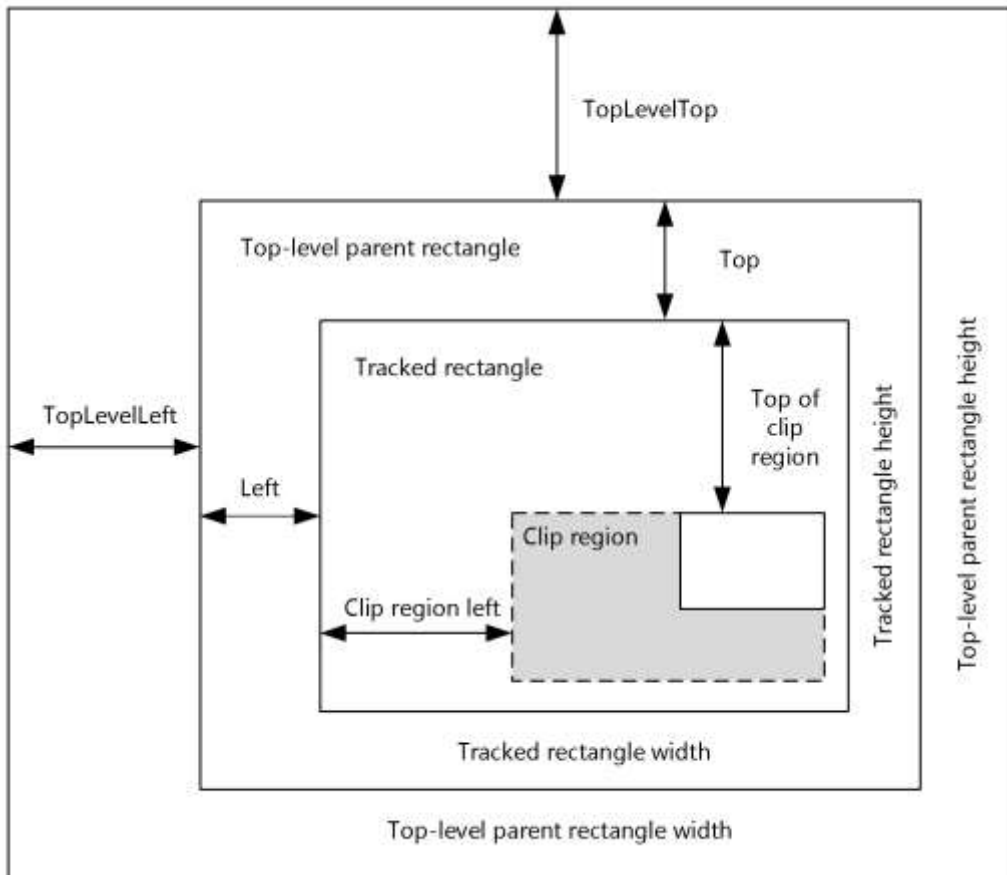 TopLevelTop
Top-level parent rectangle
Top
Tracked rectangle
TopLevelLeft
Top of
clip
region
Left
Clip region
Clip region left
Tracked rectangle height
Top-level parent rectangle height
Tracked rectangle width
Top-level parent rectangle width